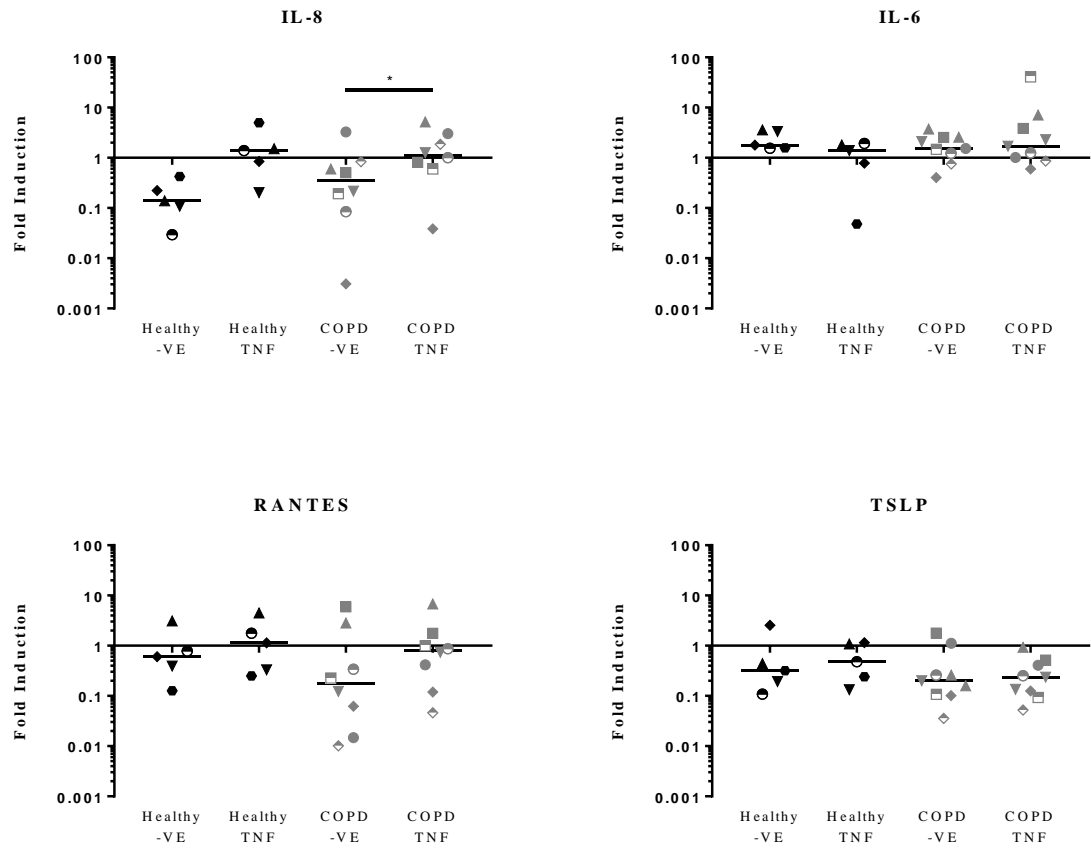 IL-8
Fold Induction
100
10
1
0.1
0.01
0.001
*
Healthy Healthy COPD COPD
-VE TNF -VE TNF
IL-6
Fold Induction
100
10
1
0.1
0.01
0.001
Healthy Healthy COPD COPD
-VE TNF -VE TNF
RANTES
Fold Induction
100
10
1
0.1
0.01
0.001
Healthy Healthy COPD COPD
-VE TNF -VE TNF
TSLP
Fold Induction
100
10
1
0.1
0.01
0.001
Healthy Healthy COPD COPD
-VE TNF -VE TNF